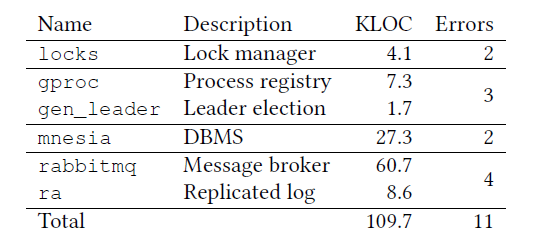 Name Description KLOC Errors
locks Lock manager 4.1 2
gproc Process registry 7.3
3
gen_leader Leader election 1.7
mnesia DBMS 27.3 2
rabbitmq Message broker 60.7
4
ra Replicated log 8.6
Total 109.7 11